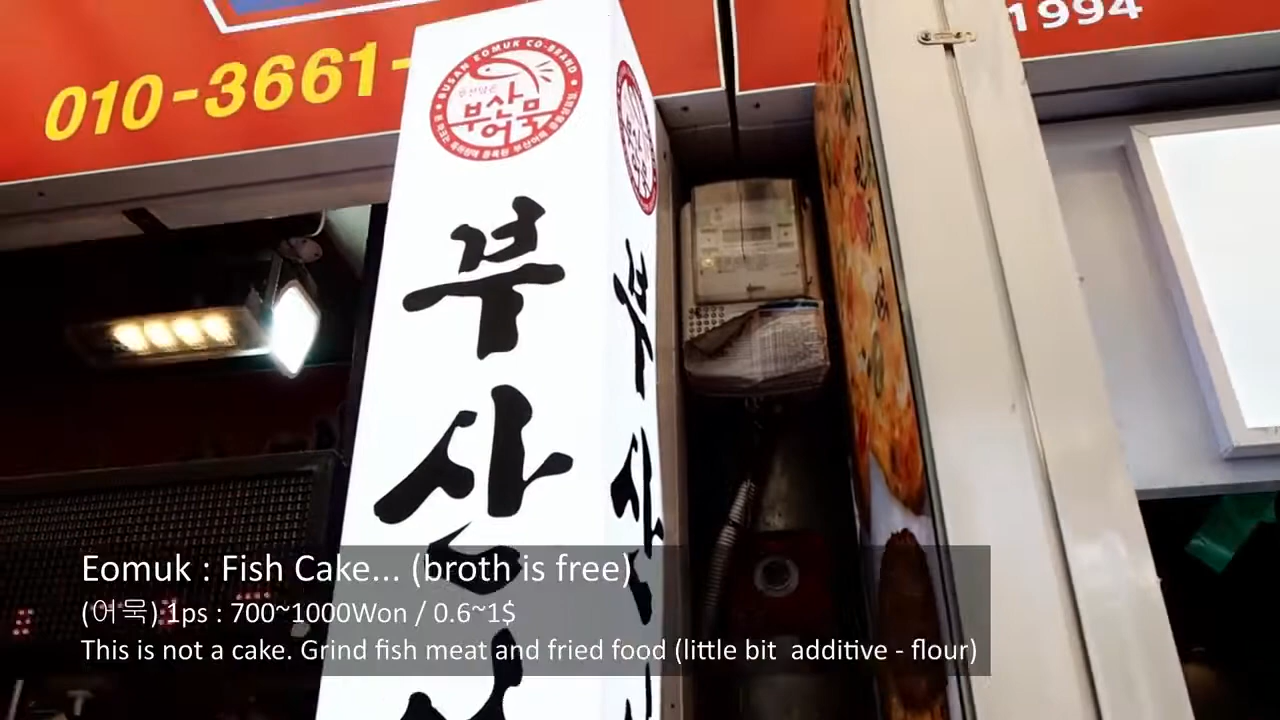 1994
010-3661-
BUSAN EOMUK CO-BRAND
부산
어묵
부
산
부
산
Eomuk : Fish Cake... (broth is free)
(어묵) 1ps : 700~1000Won / 0.6~1$
This is not a cake. Grind fish meat and fried food (little bit additive - flour)